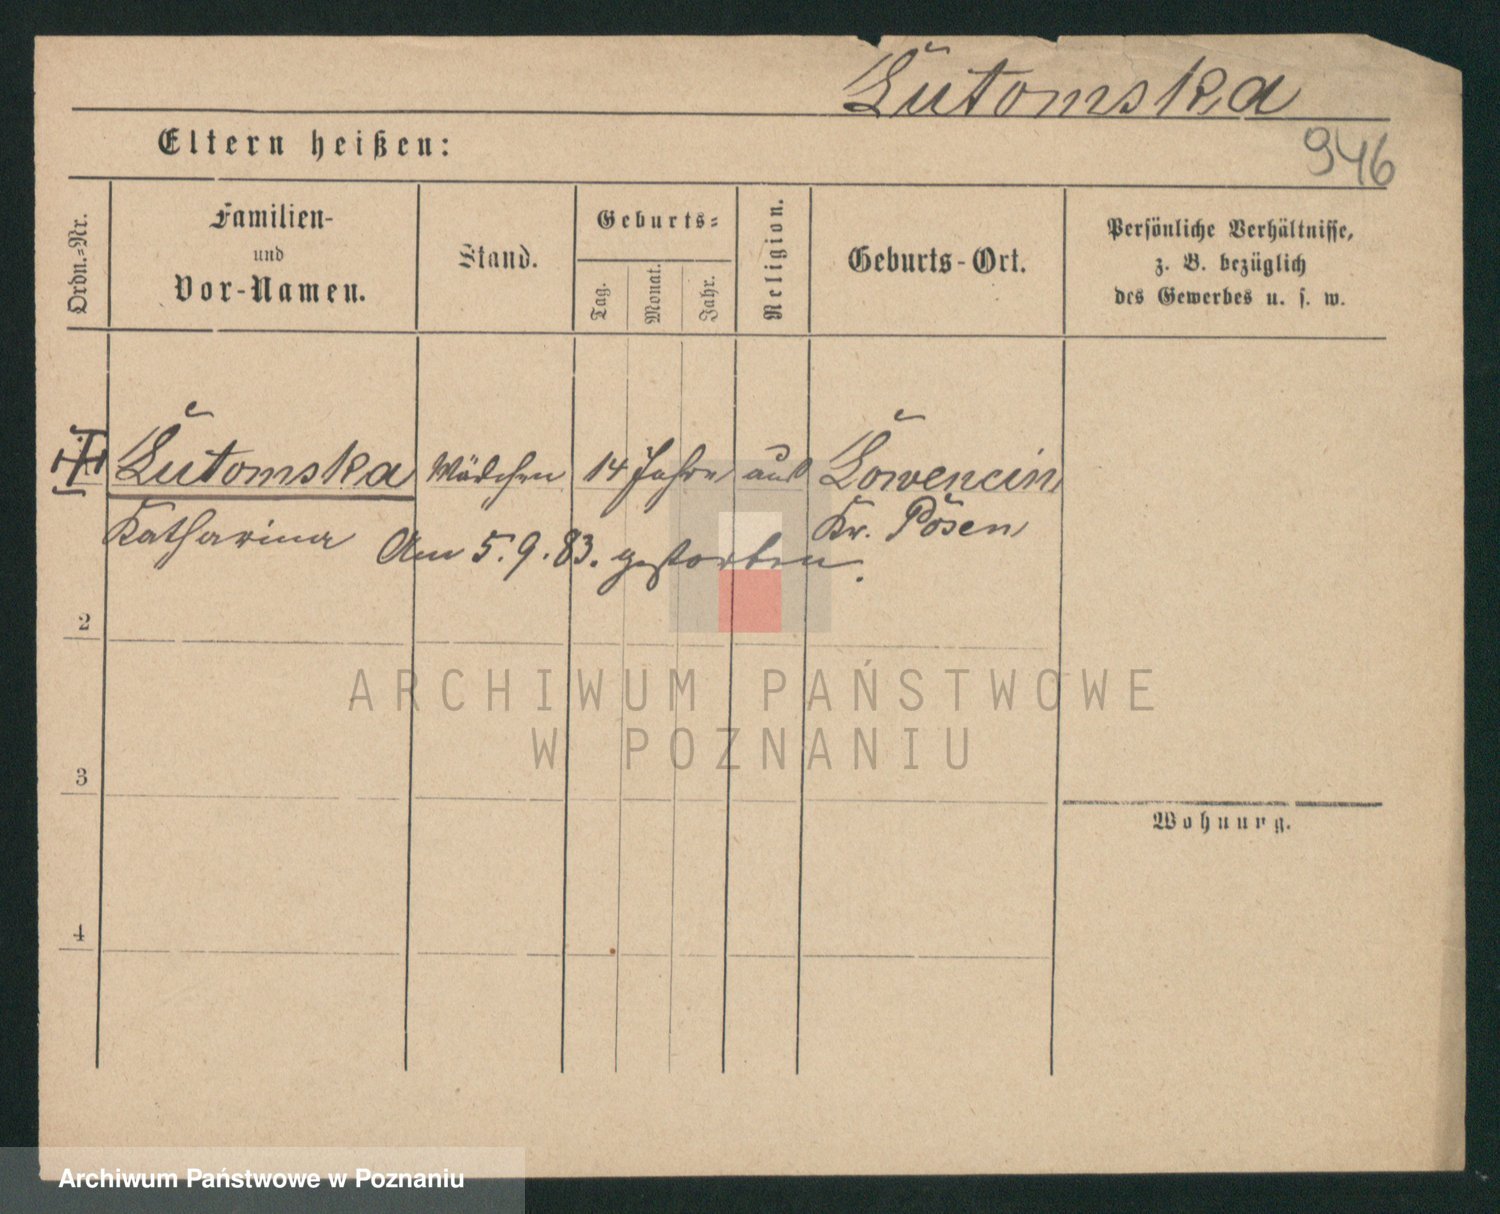 Lutomska
946
Eltern heißen:
Ordn.-Nr.
Familien-
und
Vor-Namen.
Stand.
Geburts-
Tag.
Monat.
Jahr.
Religion.
Geburts-Ort.
Persönliche Verhältnisse,
z. B. bezüglich
des Gewerbes u. s. w.
Lutomska Mädchen 14 Jahre aus Lowencin
Katharina Kr. Posen
Am 5.9.83. gestorben.
2
3
4
Wohnung.
ARCHIWUM PAŃSTWOWE
W POZNANIU
Archiwum Państwowe w Poznaniu